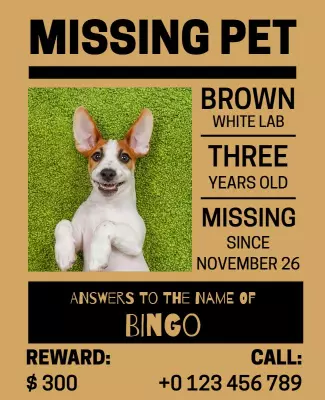 MISSING PET
BROWN
WHITE LAB
THREE
YEARS OLD
MISSING
SINCE
NOVEMBER 26
ANSWERS TO THE NAME OF
BINGO
REWARD:
$ 300
CALL:
+0 123 456 789